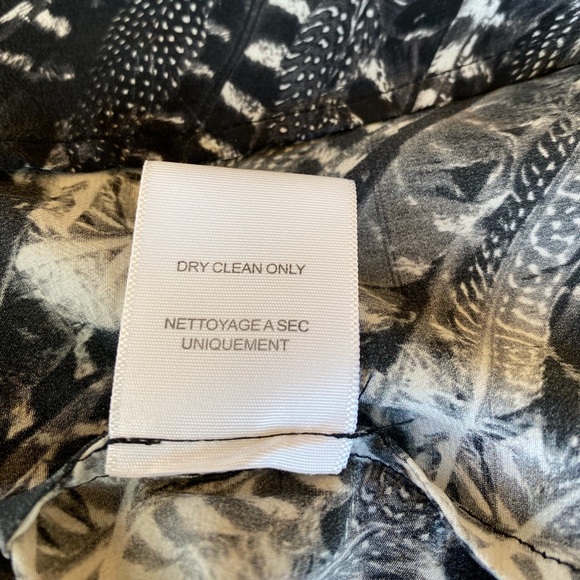 DRY CLEAN ONLY
NETTOYAGE A SEC
UNIQUEMENT